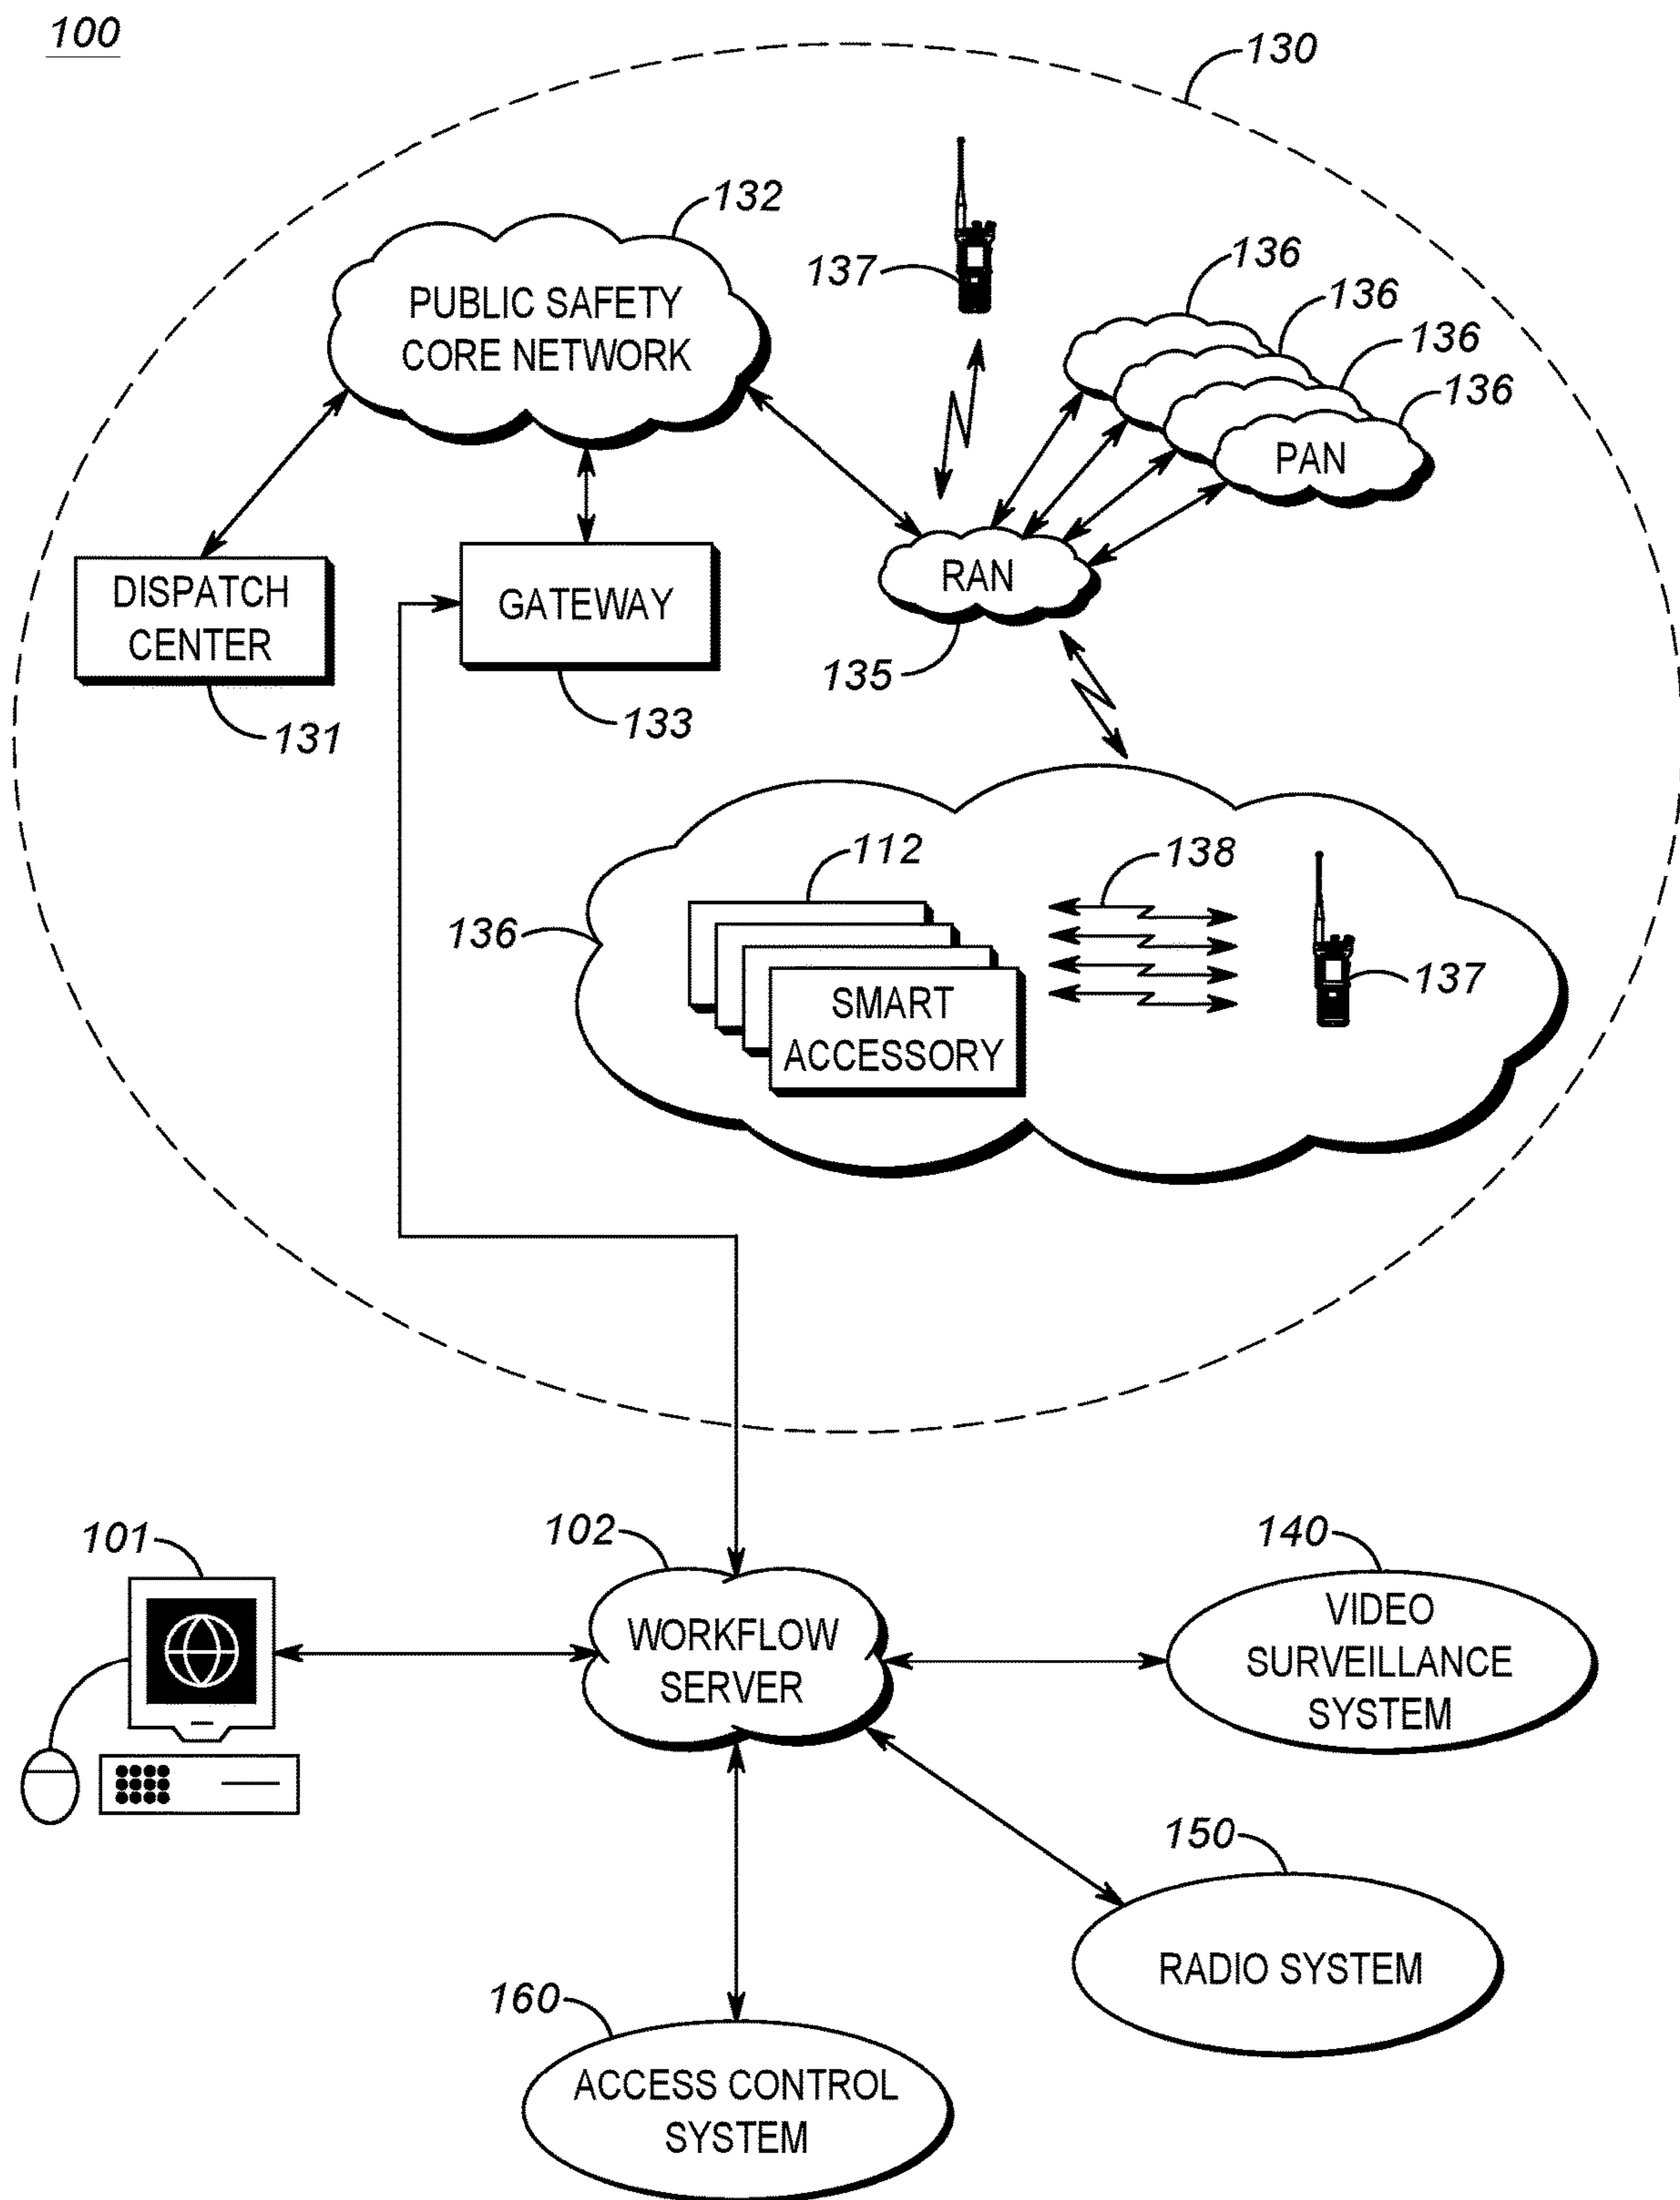 100
130
132
PUBLIC SAFETY
CORE NETWORK
137
136
136
136
136
PAN
DISPATCH
CENTER
GATEWAY
RAN
131
133
135
112
138
136
137
SMART
ACCESSORY
101
102
140
WORKFLOW
SERVER
VIDEO
SURVEILLANCE
SYSTEM
150
RADIO SYSTEM
160
ACCESS CONTROL
SYSTEM